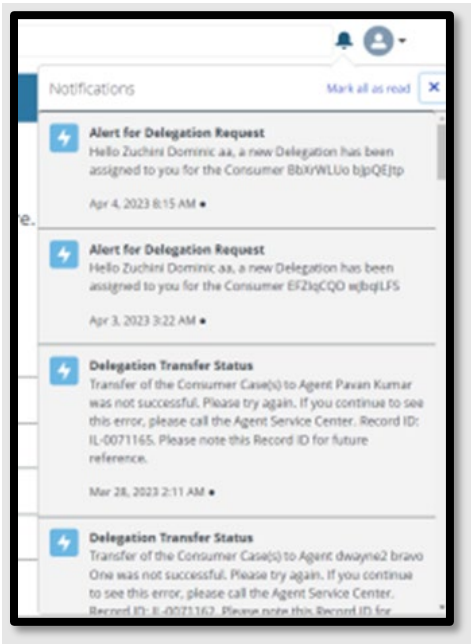 Notifications
Mark all as read
Alert for Delegation Request
Hello Zuchini Dominic aa, a new Delegation has been
assigned to you for the Consumer
Apr 4, 2023 8:15 AM •
re.
Alert for Delegation Request
Hello Zuchini Dominic aa, a new Delegation has been
assigned to you for the Consumer
Apr 3, 2023 3:22 AM •
Delegation Transfer Status
Transfer of the Consumer Case(s) to Agent Pavan Kumar
was not successful. Please try again. If you continue to see
this error, please call the Agent Service Center. Record ID:
IL-0071165. Please note this Record ID for future
reference.
Mar 28, 2023 2:11 AM •
Delegation Transfer Status
Transfer of the Consumer Case(s) to Agent dwayne2 bravo
One was not successful. Please try again. If you continue
to see this error, please call the Agent Service Center.
Record ID: IL-0071162. Please note this Record ID for